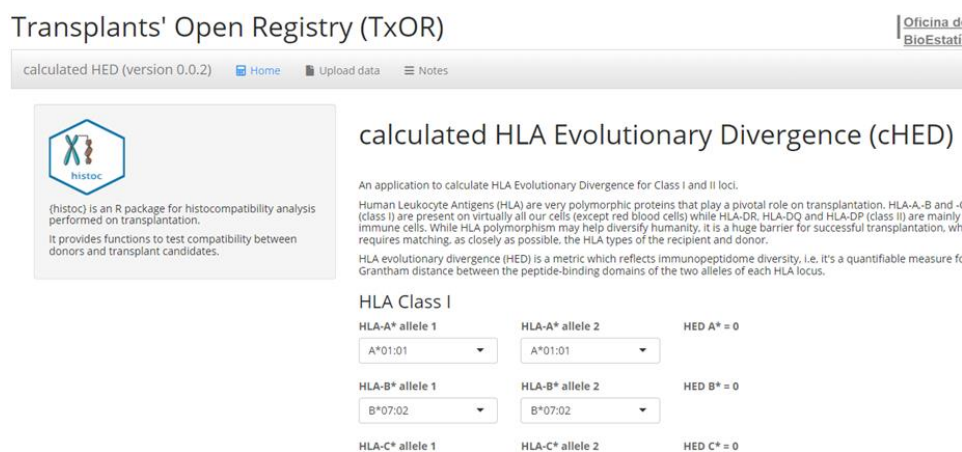 Transplants' Open Registry (TxOR)
Oficina d
BioEstatí
calculated HED (version 0.0.2)
Home
Upload data
Notes
histoc
{histoc} is an R package for histocompatibility analysis
performed on transplantation.
It provides functions to test compatibility between
donors and transplant candidates.
calculated HLA Evolutionary Divergence (cHED)
An application to calculate HLA Evolutionary Divergence for Class I and II loci.
Human Leukocyte Antigens (HLA) are very polymorphic proteins that play a pivotal role on transplantation. HLA-A,-B and -C
(class I) are present on virtually all our cells (except red blood cells) while HLA-DR, HLA-DQ and HLA-DP (class II) are mainly
immune cells. While HLA polymorphism may help diversify humanity, it is a huge barrier for successful transplantation, wh
requires matching, as closely as possible, the HLA types of the recipient and donor.
HLA evolutionary divergence (HED) is a metric which reflects immunopeptidome diversity, i.e. it's a quantifiable measure fo
Grantham distance between the peptide-binding domains of the two alleles of each HLA locus.
HLA Class I
HLA-A* allele 1 HLA-A* allele 2 HED A* = 0
A*01:01 A*01:01
HLA-B* allele 1 HLA-B* allele 2 HED B* = 0
B*07:02 B*07:02
HLA-C* allele 1 HLA-C* allele 2 HED C* = 0